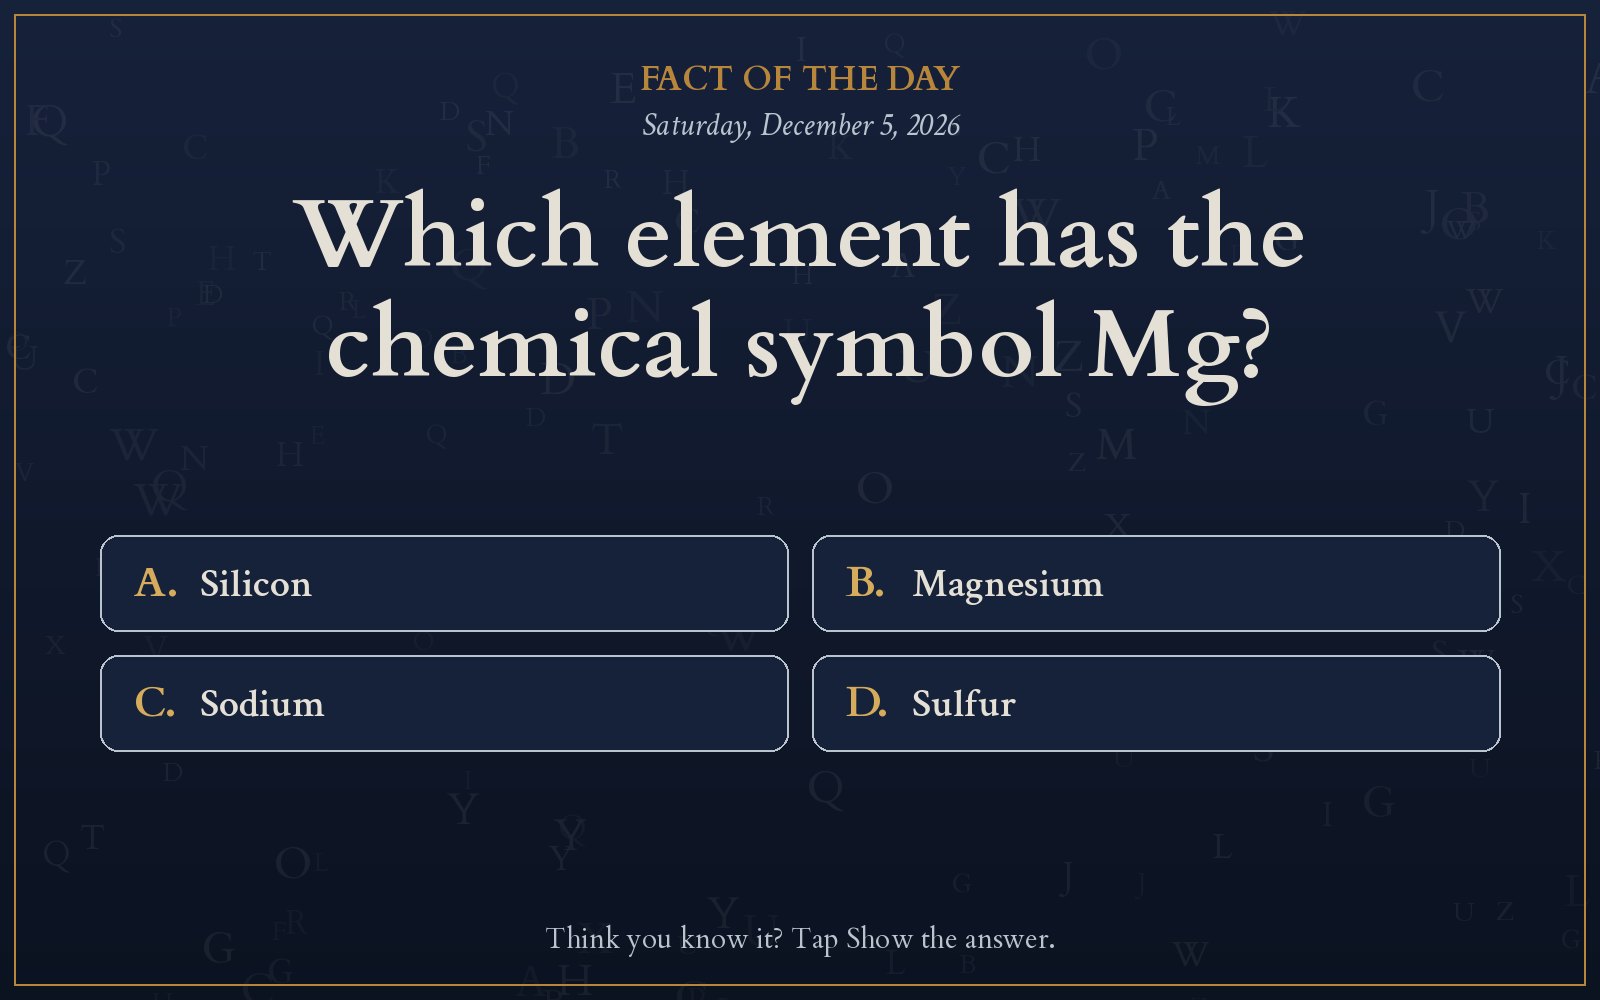 FACT OF THE DAY
Saturday, December 5, 2026
Which element has the
chemical symbol Mg?
A. Silicon
B. Magnesium
C. Sodium
D. Sulfur
Think you know it? Tap Show the answer.